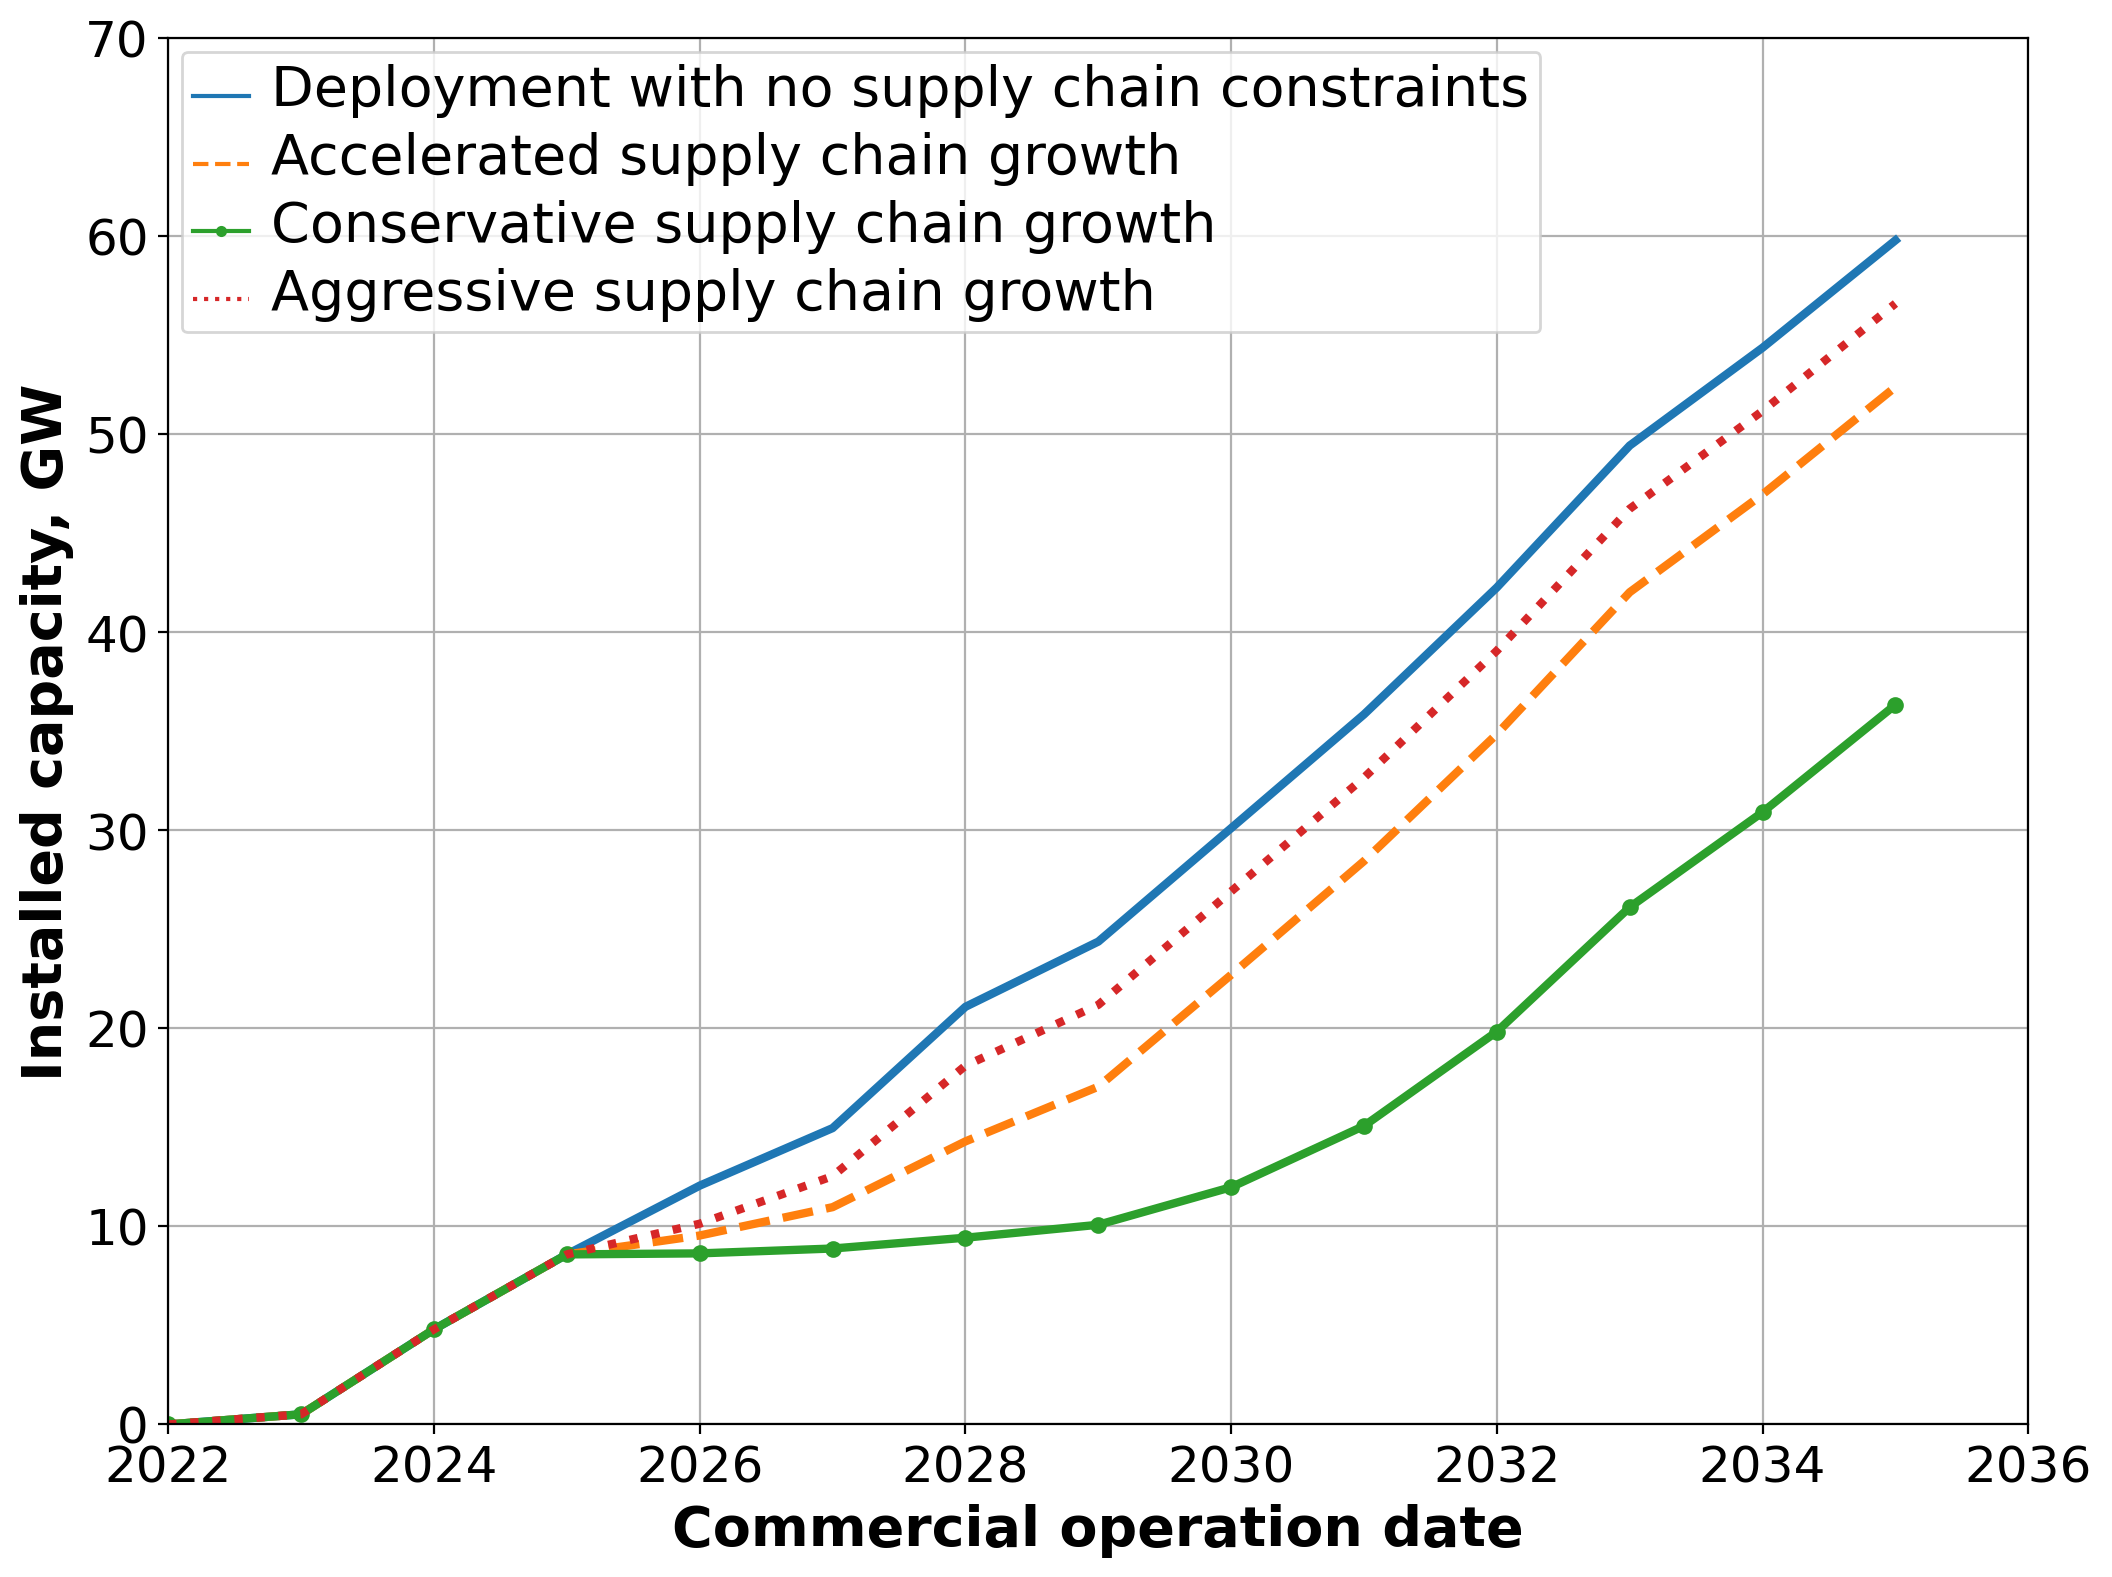 70
60
50
40
30
20
10
0
Installed capacity, GW
Deployment with no supply chain constraints
Accelerated supply chain growth
Conservative supply chain growth
Aggressive supply chain growth
2022 2024 2026 2028 2030 2032 2034 2036
Commercial operation date